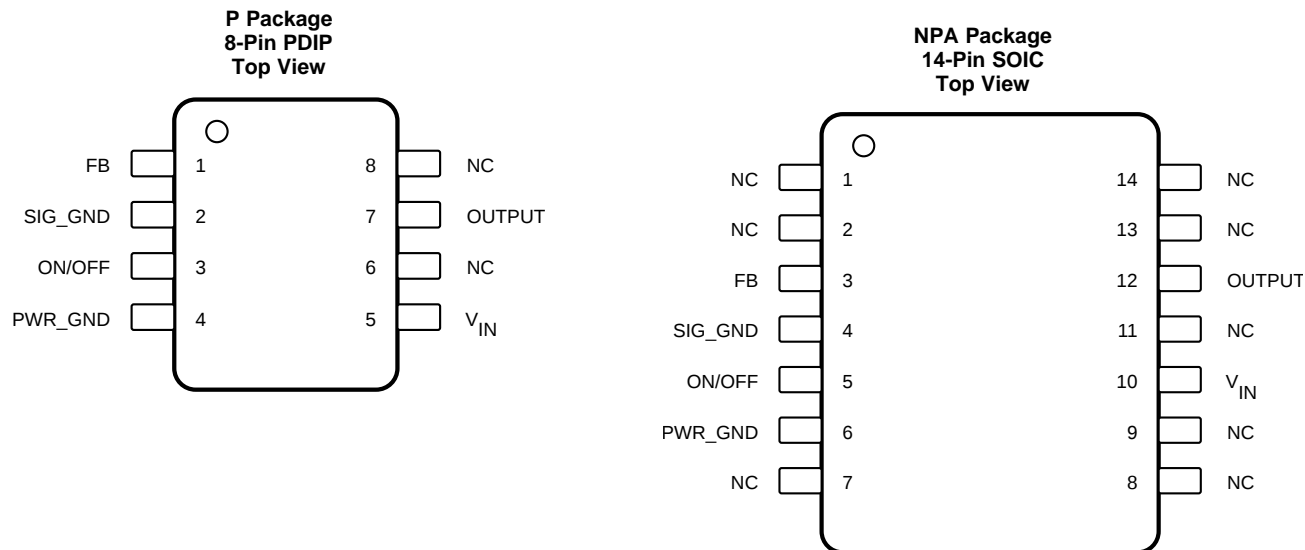 P Package
8-Pin PDIP
Top View
FB 1 8 NC
SIG_GND 2 7 OUTPUT
ON/OFF 3 6 NC
PWR_GND 4 5 VIN
NPA Package
14-Pin SOIC
Top View
NC 1 14 NC
NC 2 13 NC
FB 3 12 OUTPUT
SIG_GND 4 11 NC
ON/OFF 5 10 VIN
PWR_GND 6 9 NC
NC 7 8 NC